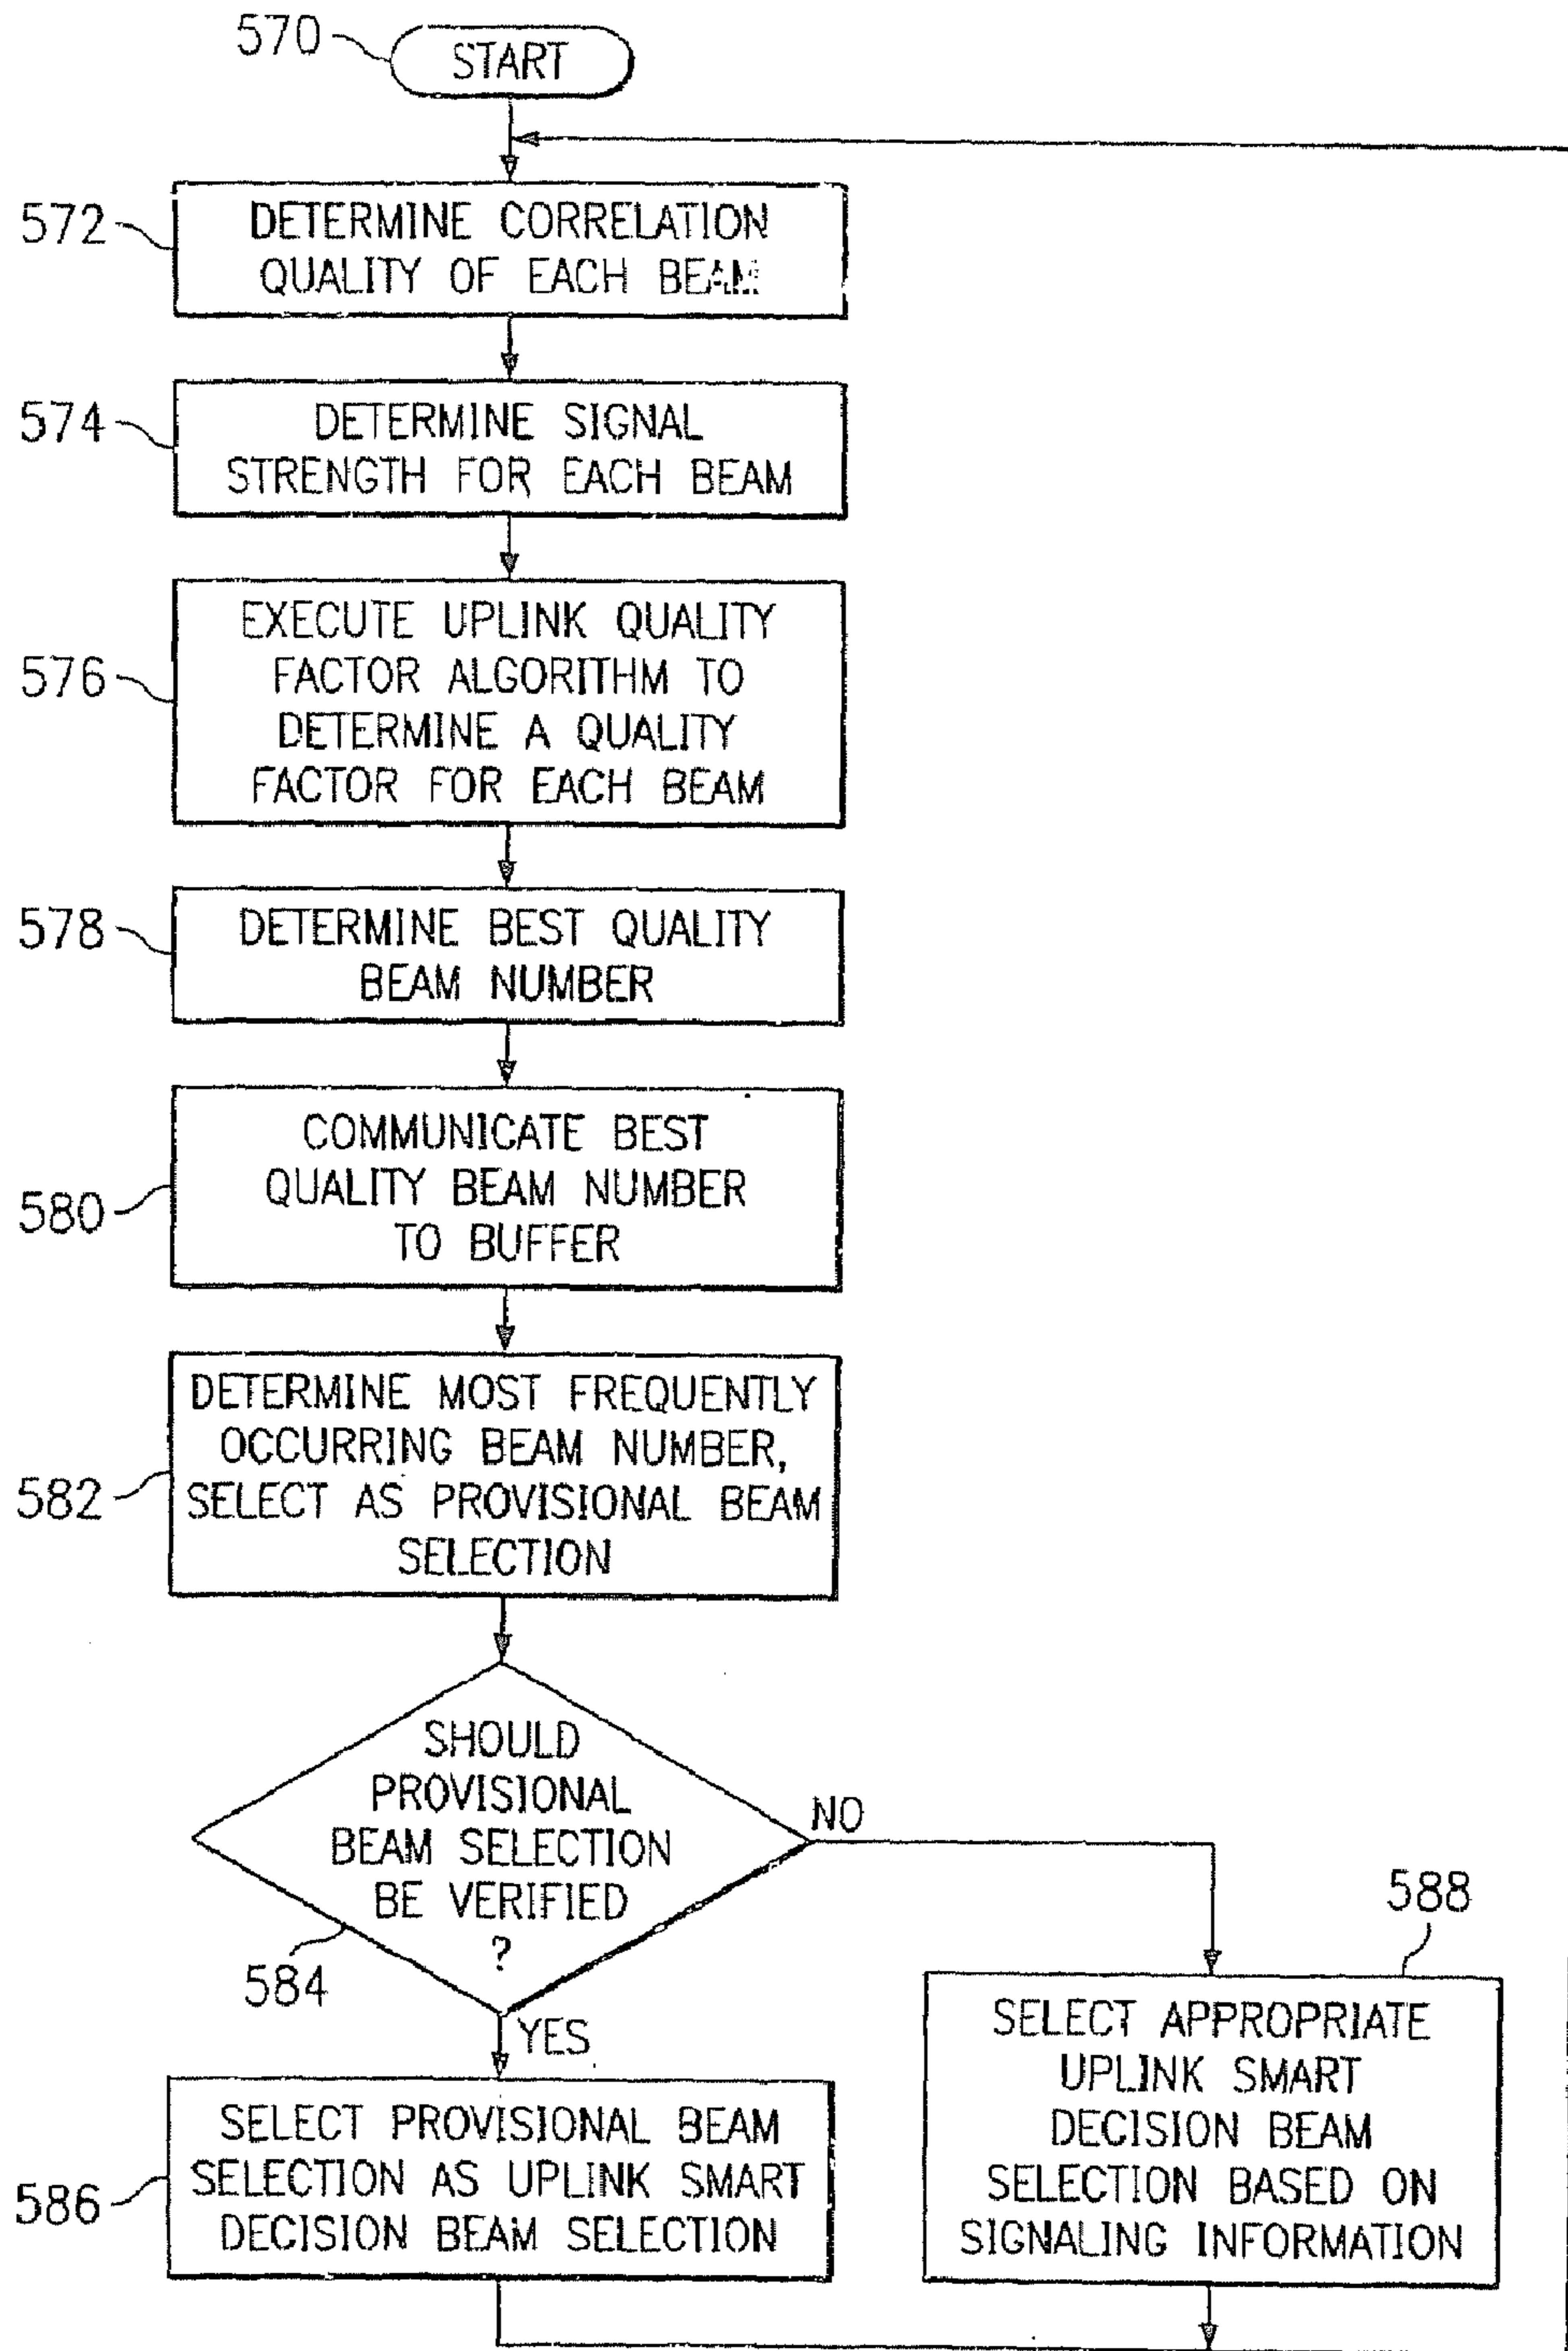 570
START
572
DETERMINE CORRELATION
QUALITY OF EACH BEAM
574
DETERMINE SIGNAL
STRENGTH FOR EACH BEAM
576
EXECUTE UPLINK QUALITY
FACTOR ALGORITHM TO
DETERMINE A QUALITY
FACTOR FOR EACH BEAM
578
DETERMINE BEST QUALITY
BEAM NUMBER
580
COMMUNICATE BEST
QUALITY BEAM NUMBER
TO BUFFER
582
DETERMINE MOST FREQUENTLY
OCCURRING BEAM NUMBER,
SELECT AS PROVISIONAL BEAM
SELECTION
SHOULD
PROVISIONAL
BEAM SELECTION
BE VERIFIED
?
584
NO
YES
586
SELECT PROVISIONAL BEAM
SELECTION AS UPLINK SMART
DECISION BEAM SELECTION
588
SELECT APPROPRIATE
UPLINK SMART
DECISION BEAM
SELECTION BASED ON
SIGNALING INFORMATION